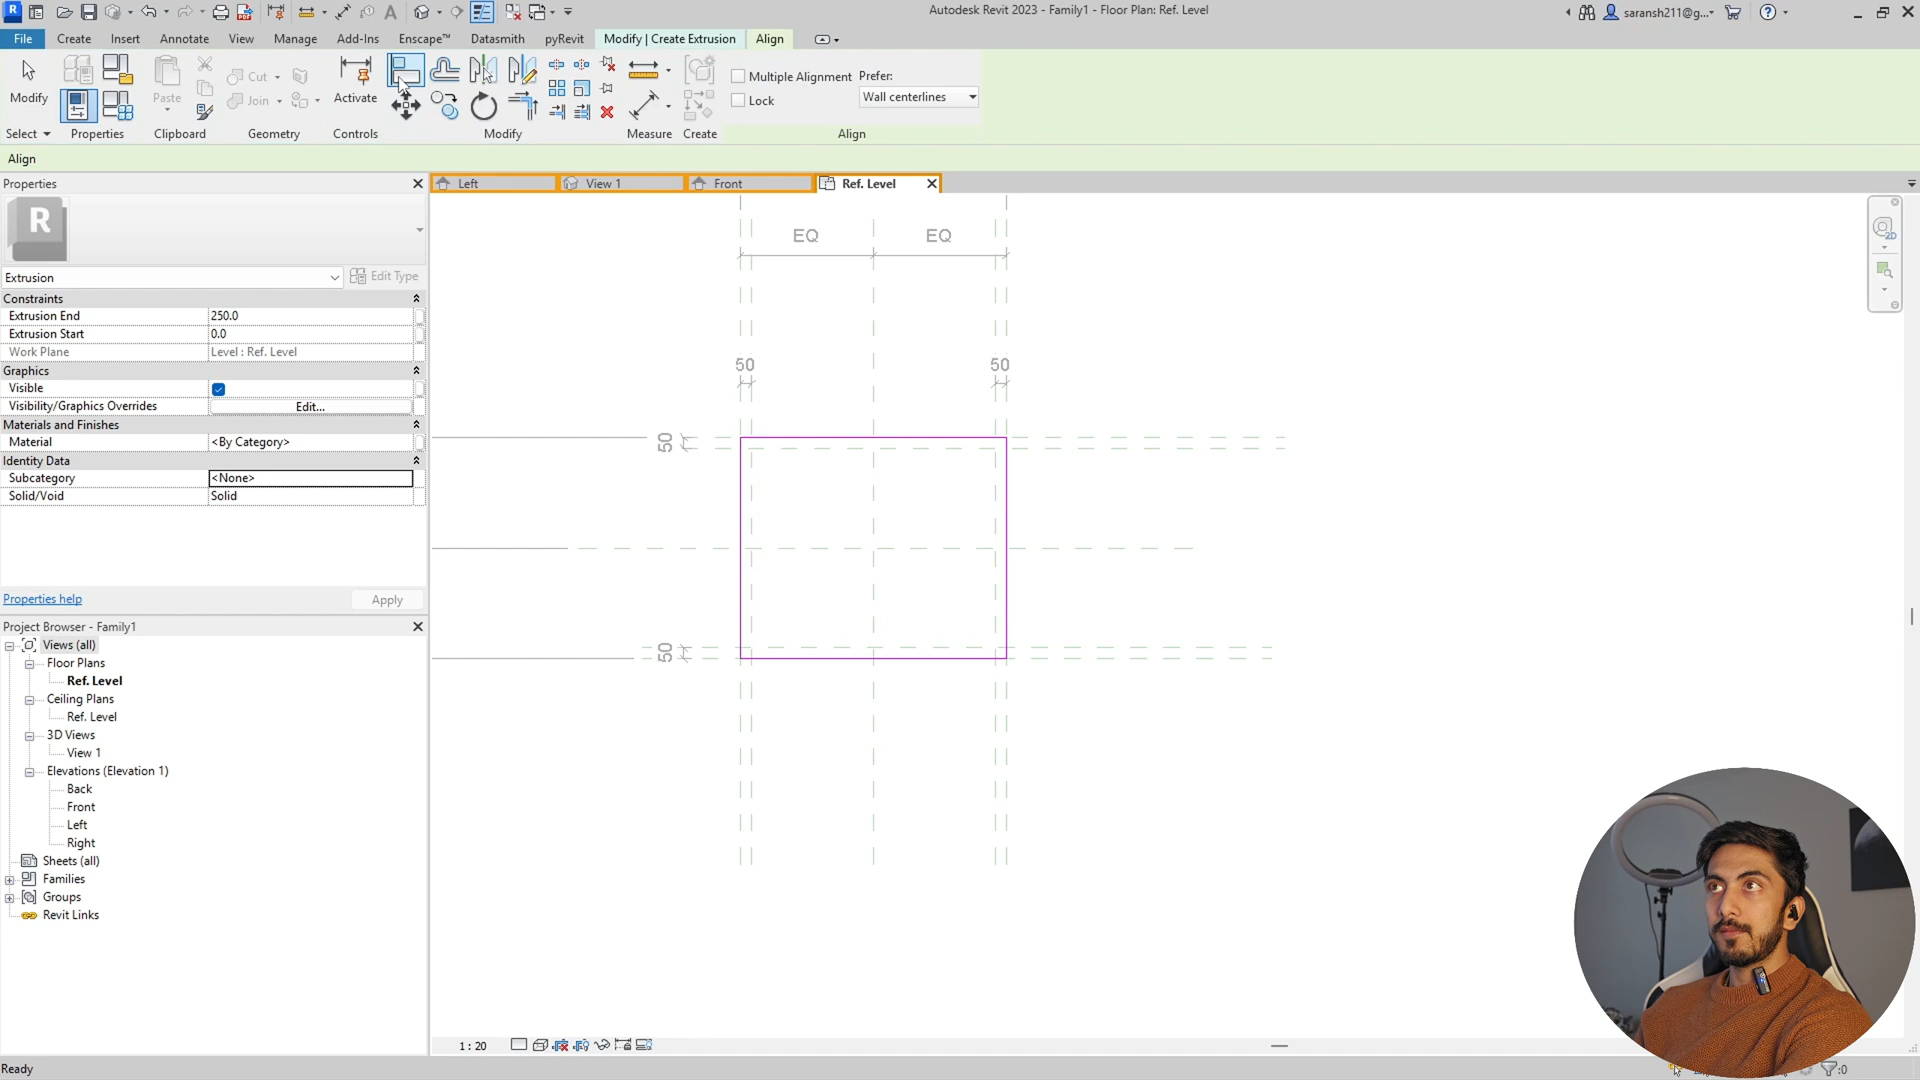 Autodesk Revit 2023 - Family1 - Floor Plan: Ref. Level
saransh211@g...
File Create Insert Annotate View Manage Add-Ins Enscape™ Datasmith pyRevit Modify | Create Extrusion Align
Modify Paste Cut Join Activate
Multiple Alignment Prefer:
Lock Wall centerlines
Select Properties Clipboard Geometry Controls Modify Measure Create Align
Align
Properties
Left View 1 Front Ref. Level
R
Extrusion Edit Type
Constraints
Extrusion End 250.0
Extrusion Start 0.0
Work Plane Level : Ref. Level
Graphics
Visible
Visibility/Graphics Overrides Edit...
Materials and Finishes
Material <By Category>
Identity Data
Subcategory <None>
Solid/Void Solid
Properties help Apply
EQ EQ
50 50
50
50
2D
Project Browser - Family1
Views (all)
Floor Plans
Ref. Level
Ceiling Plans
Ref. Level
3D Views
View 1
Elevations (Elevation 1)
Back
Front
Left
Right
Sheets (all)
Families
Groups
Revit Links
1 : 20
Ready
:0